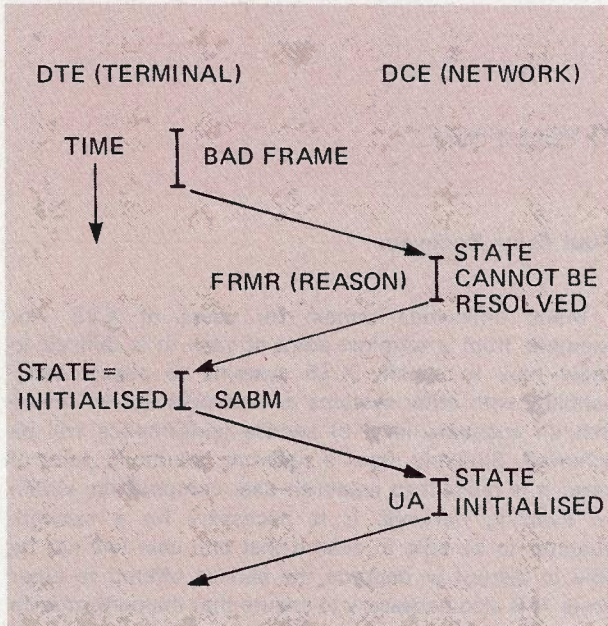 DTE (TERMINAL)
DCE (NETWORK)
TIME
BAD FRAME
STATE
CANNOT BE
RESOLVED
FRMR (REASON)
STATE =
INITIALISED
SABM
STATE
INITIALISED
UA